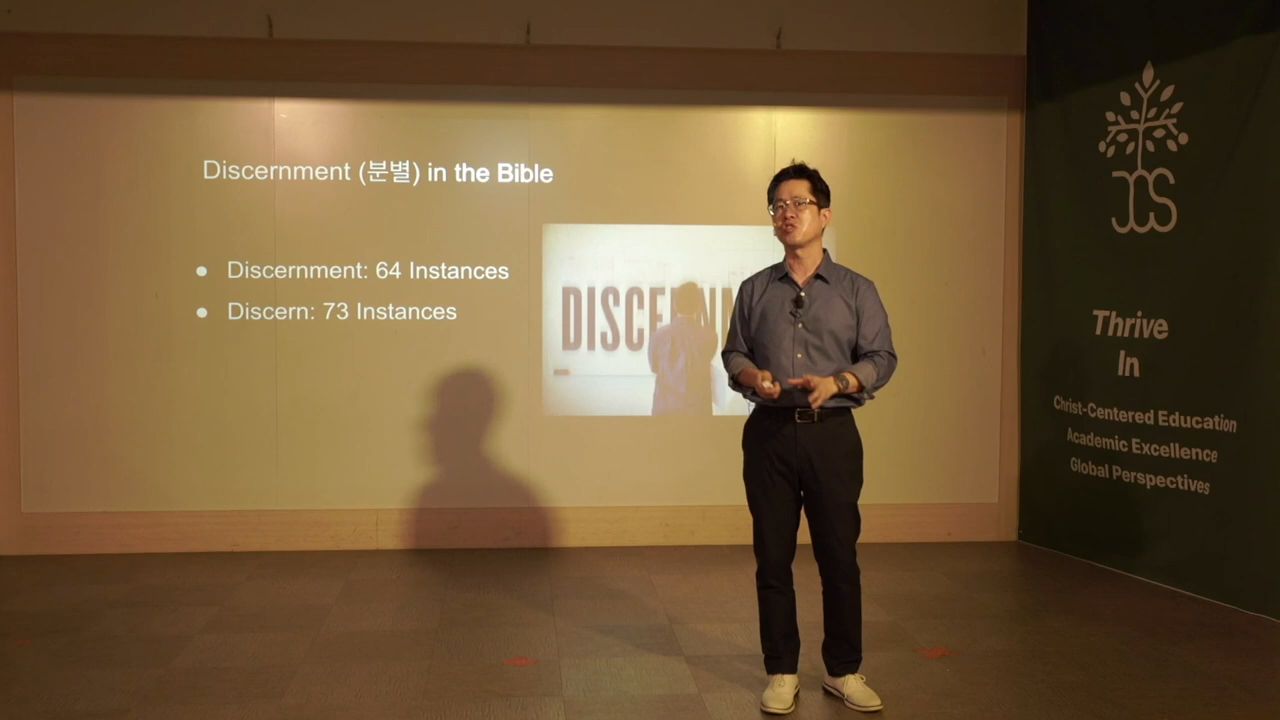 Discernment (분별) in the Bible
Discernment: 64 Instances
Discern: 73 Instances
JCS
Thrive
In
Christ-Centered Education
Academic Excellence
Global Perspectives